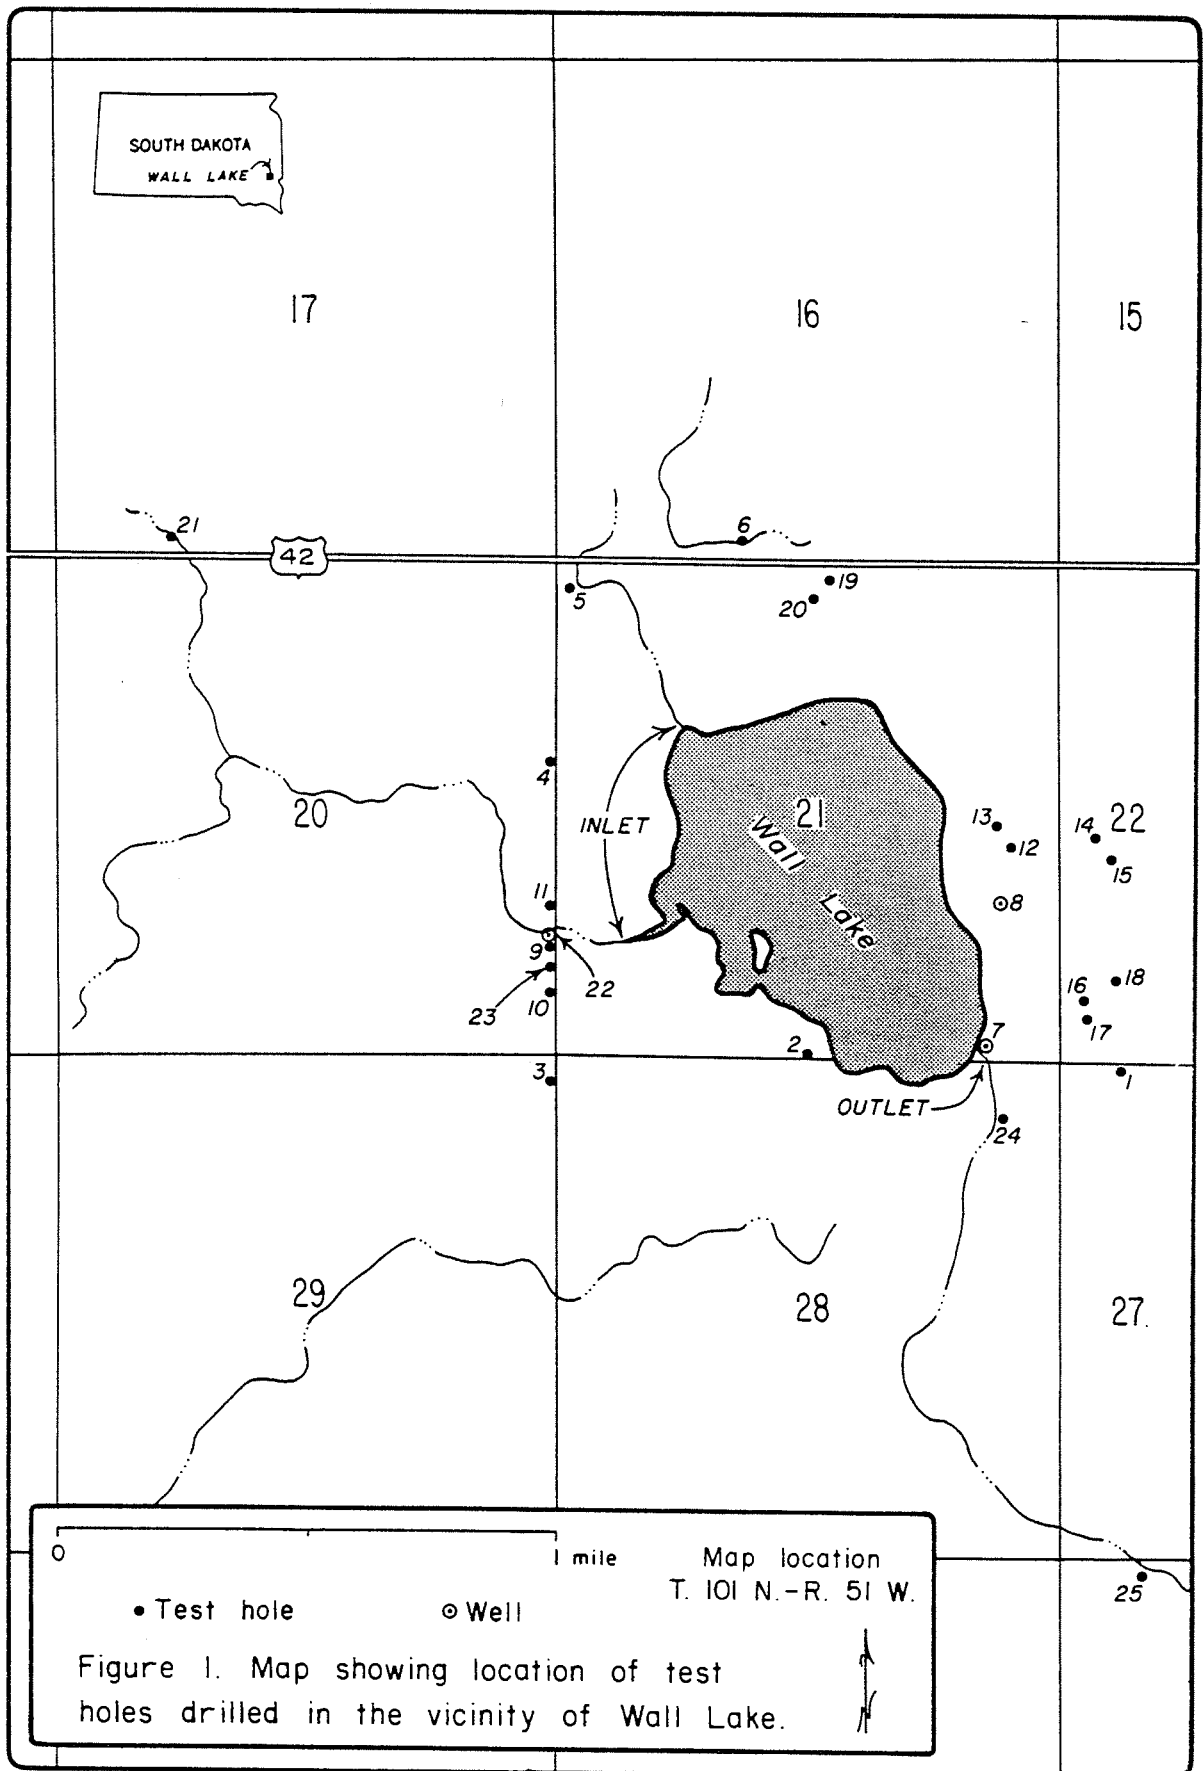 SOUTH DAKOTA
WALL LAKE
17
16
15
21
6
42
5
19
20
4
20
INLET
21
Wall
Lake
13
12
14
22
15
11
8
9
22
23
10
18
16
17
7
2
3
1
OUTLET
24
29
28
27
0
1 mile
Map location
T. 101 N.-R. 51 W.
25
Test hole
Well
Figure 1. Map showing location of test
holes drilled in the vicinity of Wall Lake.